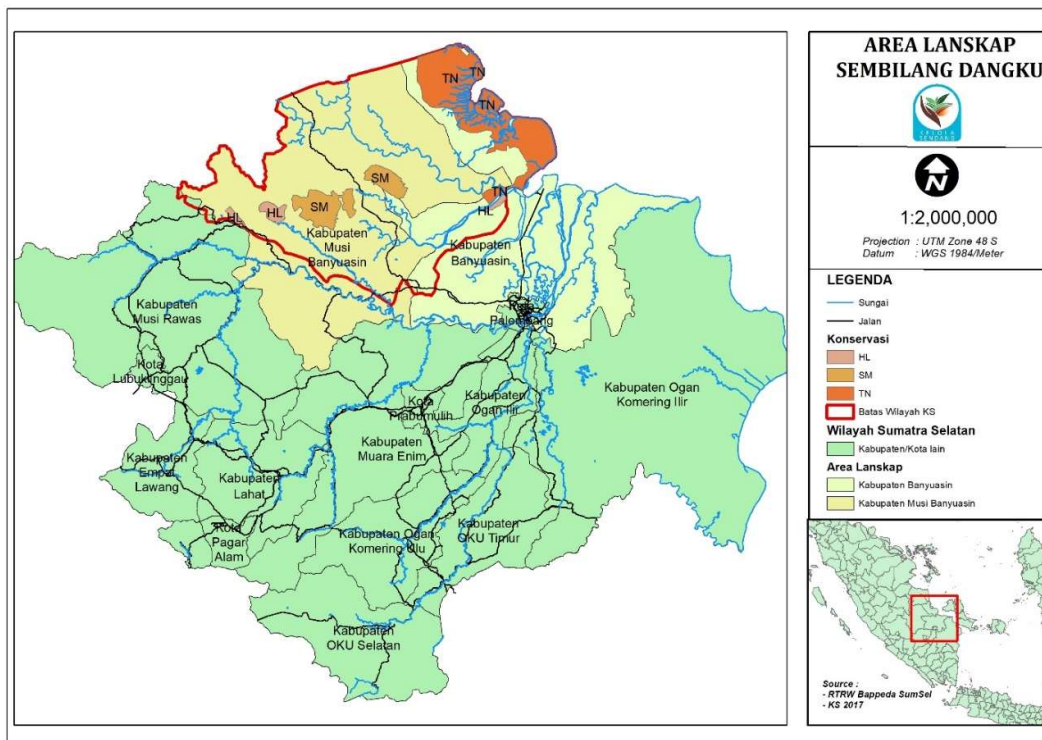 TN
TN
TN
TN
SM
SM
HL
HL
HL
Kabupaten
Musi
Banyuasin
Kabupaten
Banyuasin
Kabupaten
Musi Rawas
Kota
Lubuklinggau
Kota
Palembang
Kabupaten
Ogan Ilir
Kabupaten Ogan
Komering Ilir
Kota
Prabumulih
Kabupaten
Muara Enim
Kabupaten
Empat
Lawang
Kabupaten
Lahat
Kota
Pagar
Alam
Kabupaten Ogan
Komering Ulu
Kabupaten
OKU Timur
Kabupaten
OKU Selatan
AREA LANSKAP
SEMBILANG DANGKU
KELOLA
SENDANG
N
1:2,000,000
Projection : UTM Zone 48 S
Datum : WGS 1984/Meter
LEGENDA
Sungai
Jalan
Konservasi
HL
SM
TN
Batas Wilayah KS
Wilayah Sumatra Selatan
Kabupaten/Kota lain
Area Lanskap
Kabupaten Banyuasin
Kabupaten Musi Banyuasin
Source :
- RTRW Bappeda SumSel
- KS 2017